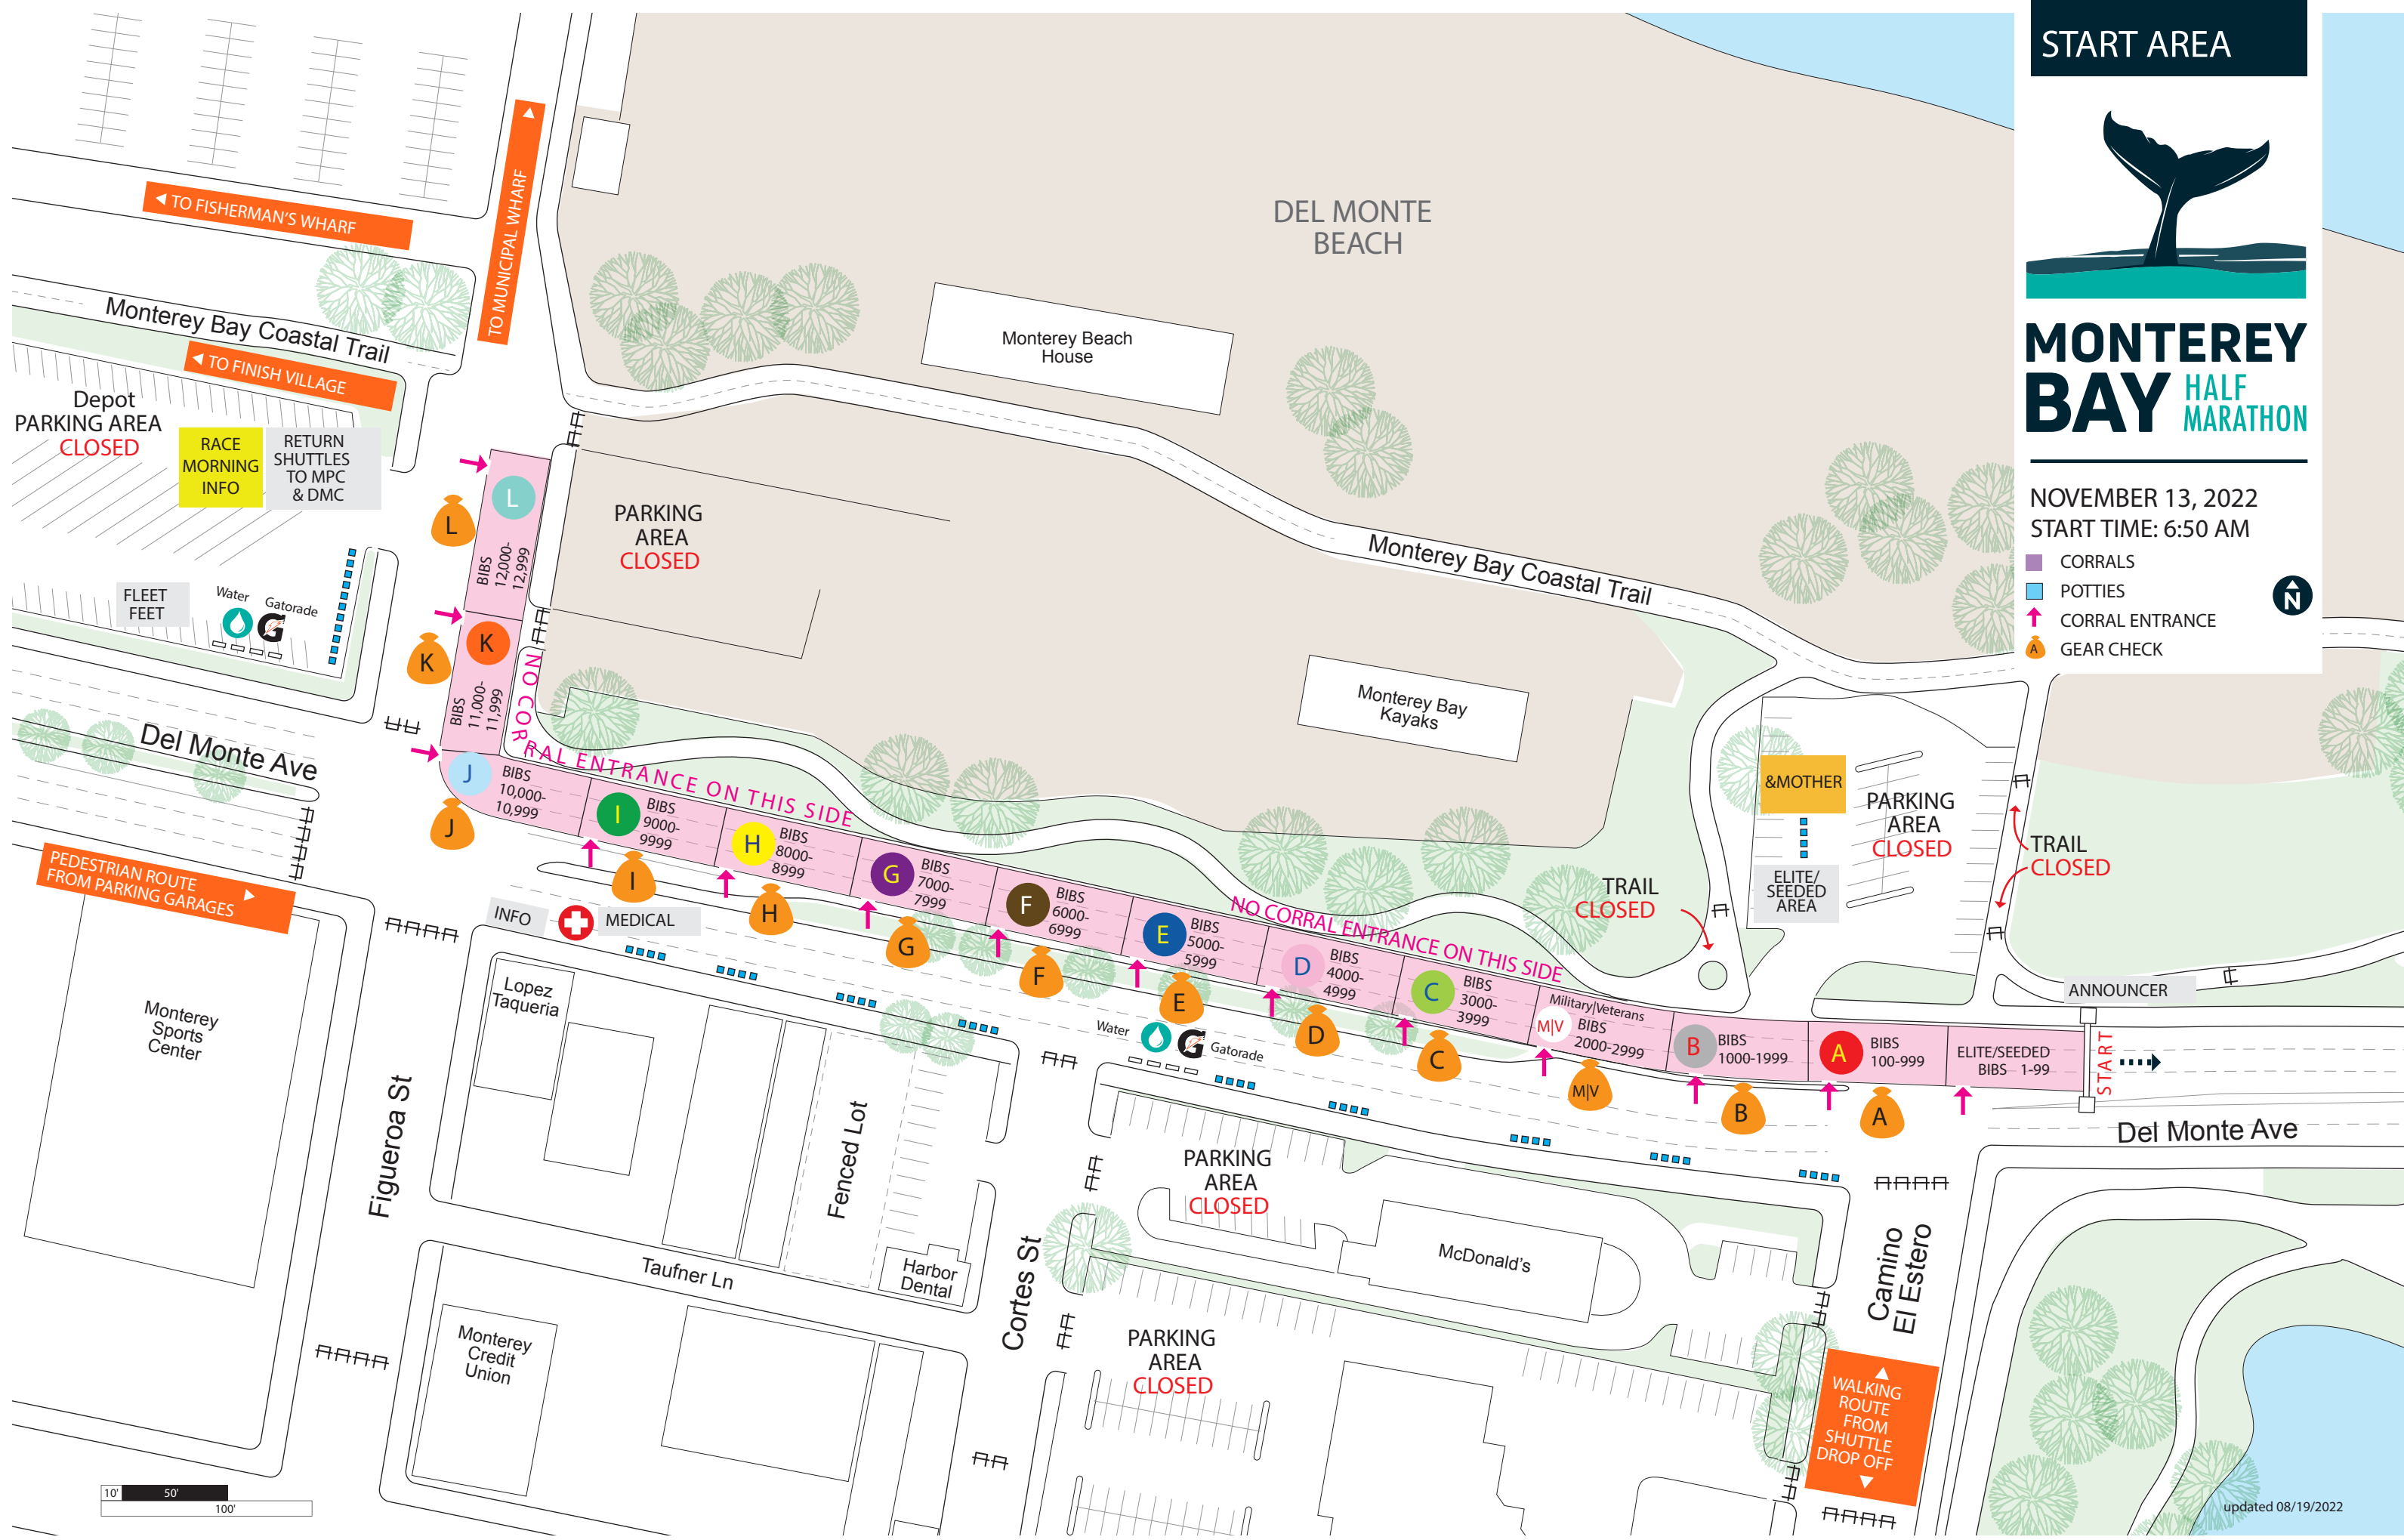 START AREA
MONTEREY
BAY HALF
MARATHON
NOVEMBER 13, 2022
START TIME: 6:50 AM
CORRALS
POTTIES
CORRAL ENTRANCE
A GEAR CHECK
N
TO FISHERMAN'S WHARF
TO MUNICIPAL WHARF
DEL MONTE
BEACH
Monterey Bay Coastal Trail
TO FINISH VILLAGE
Monterey Beach
House
Depot
PARKING AREA
CLOSED
RACE
MORNING
INFO
RETURN
SHUTTLES
TO MPC
& DMC
L
L
BIBS
12,000-
12,999
PARKING
AREA
CLOSED
Monterey Bay Coastal Trail
FLEET
FEET
Water
Gatorade
G
K
K
BIBS
11,000-
11,999
Monterey Bay
Kayaks
NO CORRAL ENTRANCE ON THIS SIDE
Del Monte Ave
J
BIBS
10,000-
10,999
J
I
BIBS
9000-
9999
I
H
BIBS
8000-
8999
H
G
BIBS
7000-
7999
G
F
BIBS
6000-
6999
F
E
BIBS
5000-
5999
E
NO CORRAL ENTRANCE ON THIS SIDE
D
BIBS
4000-
4999
D
C
BIBS
3000-
3999
C
Military|Veterans
M|V
BIBS
2000-2999
M|V
B
BIBS
1000-1999
B
A
BIBS
100-999
A
ELITE/SEEDED
BIBS 1-99
START
ANNOUNCER
&MOTHER
ELITE/
SEEDED
AREA
PARKING
AREA
CLOSED
TRAIL
CLOSED
TRAIL
CLOSED
PEDESTRIAN ROUTE
FROM PARKING GARAGES
INFO
MEDICAL
Water
G
Gatorade
Del Monte Ave
Monterey
Sports
Center
Lopez
Taqueria
Figueroa St
Fenced Lot
Harbor
Dental
Taufner Ln
Cortes St
Monterey
Credit
Union
PARKING
AREA
CLOSED
McDonald's
PARKING
AREA
CLOSED
Camino
El Estero
WALKING
ROUTE
FROM
SHUTTLE
DROP OFF
10'
50'
100'
updated 08/19/2022